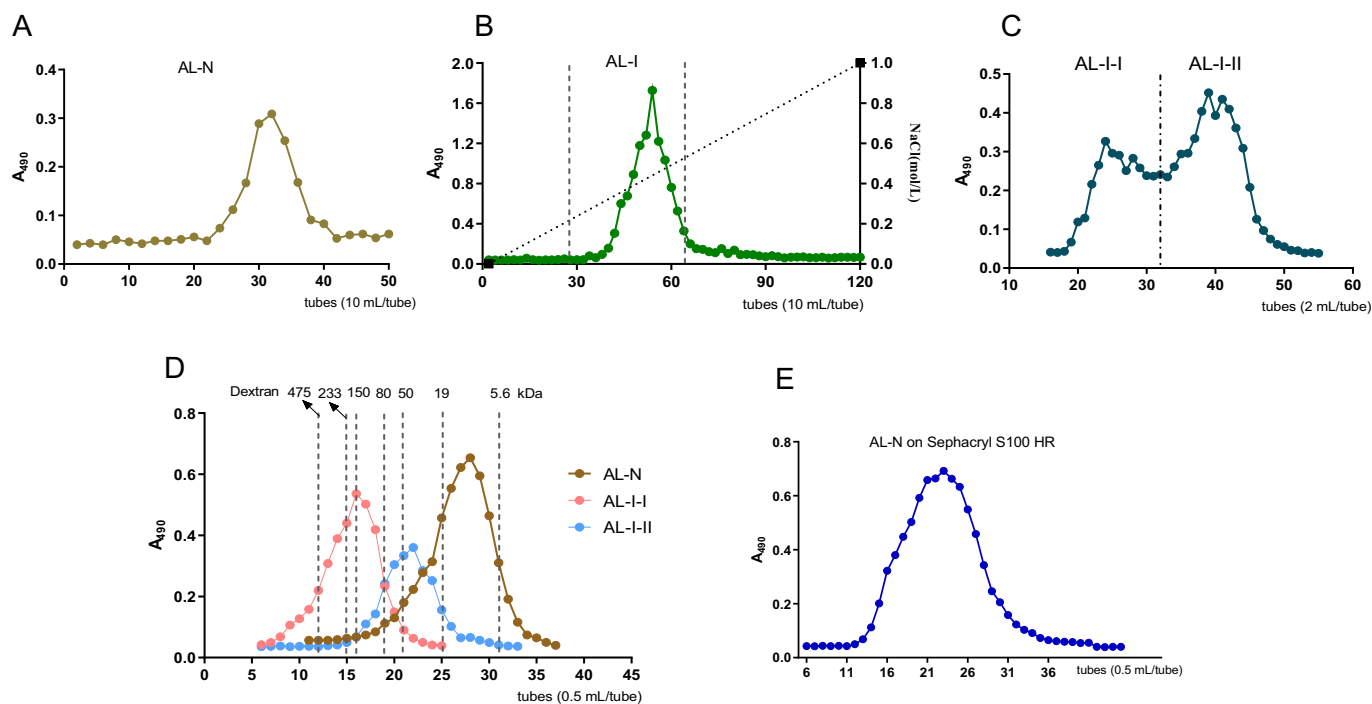 A
AL-N
0.4
0.3
0.2
0.1
0.0
A490
0 10 20 30 40 50
tubes (10 mL/tube)
B
AL-I
2.0
1.6
1.2
0.8
0.4
0.0
A490
1.0
0.8
0.6
0.4
0.2
0.0
NaCl(mol/L)
0 30 60 90 120
tubes (10 mL/tube)
C
AL-I-I AL-I-II
0.5
0.4
0.3
0.2
0.1
0.0
A490
10 20 30 40 50 60
tubes (2 mL/tube)
D
Dextran 475 233 150 80 50 19 5.6 kDa
0.8
0.6
0.4
0.2
0.0
A490
AL-N
AL-I-I
AL-I-II
0 5 10 15 20 25 30 35 40 45
tubes (0.5 mL/tube)
E
AL-N on Sephacryl S100 HR
0.8
0.6
0.4
0.2
0.0
A490
6 11 16 21 26 31 36
tubes (0.5 mL/tube)